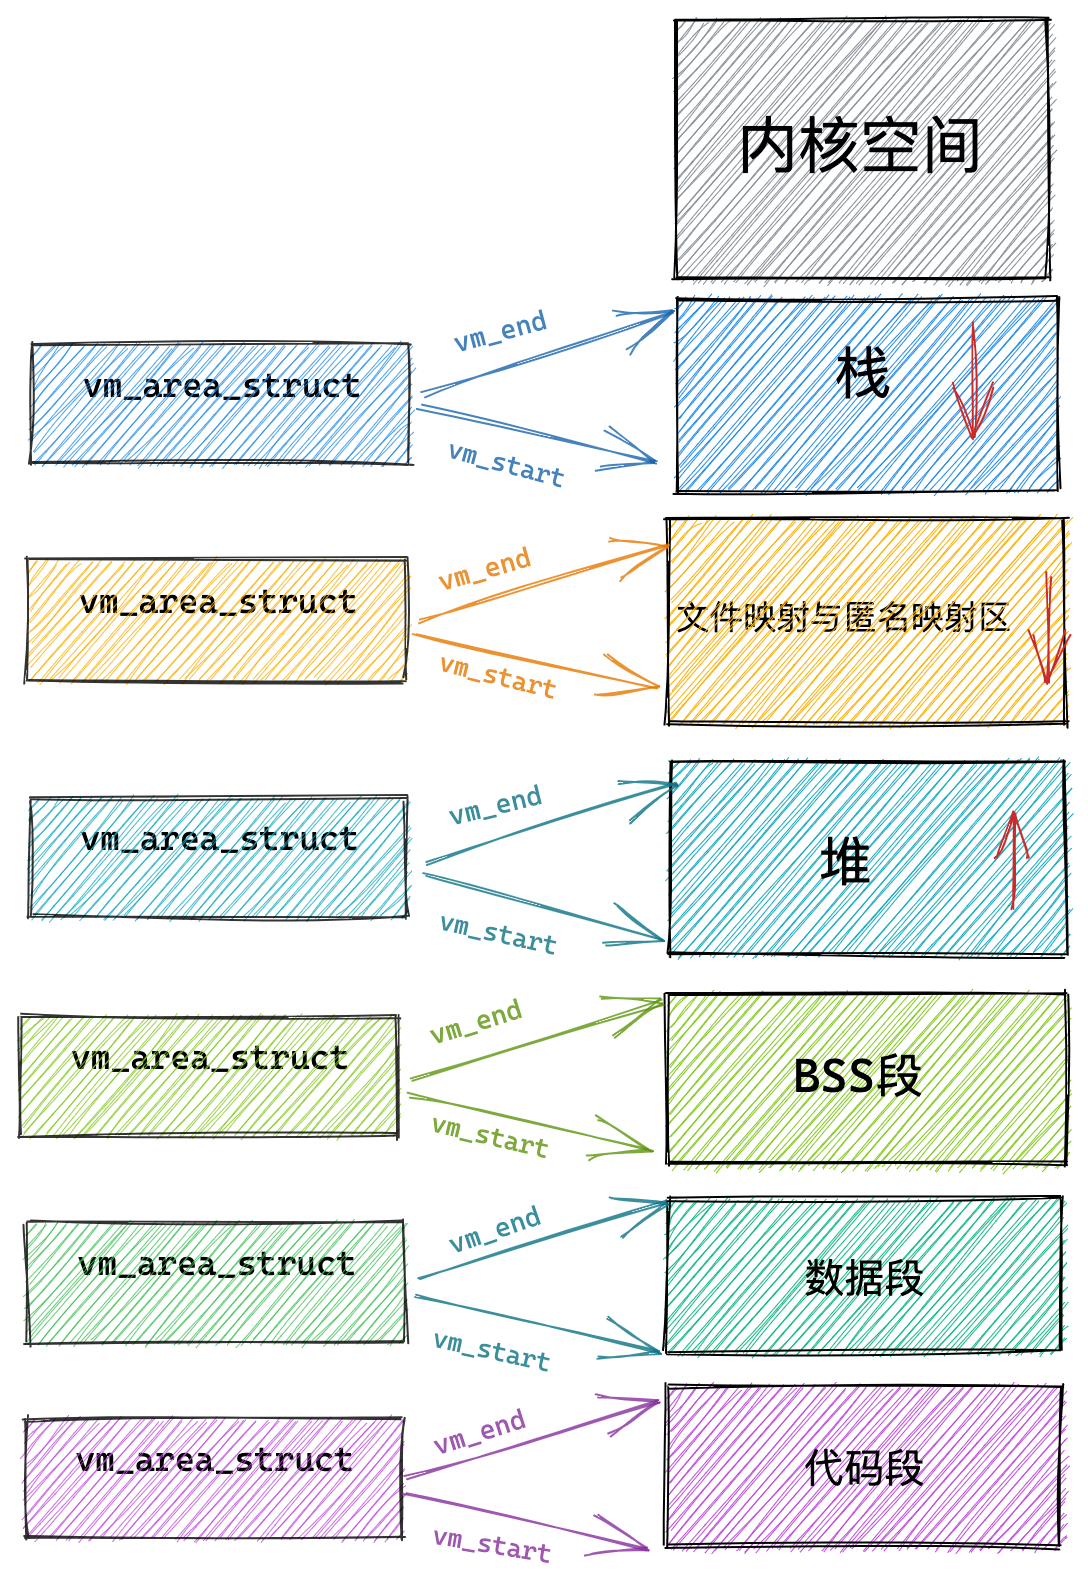 内核空间
vm_end
vm_area_struct
栈
vm_start
vm_end
vm_area_struct
文件映射与匿名映射区
vm_start
vm_end
vm_area_struct
堆
vm_start
vm_end
vm_area_struct
BSS段
vm_start
vm_end
vm_area_struct
数据段
vm_start
vm_end
vm_area_struct
代码段
vm_start